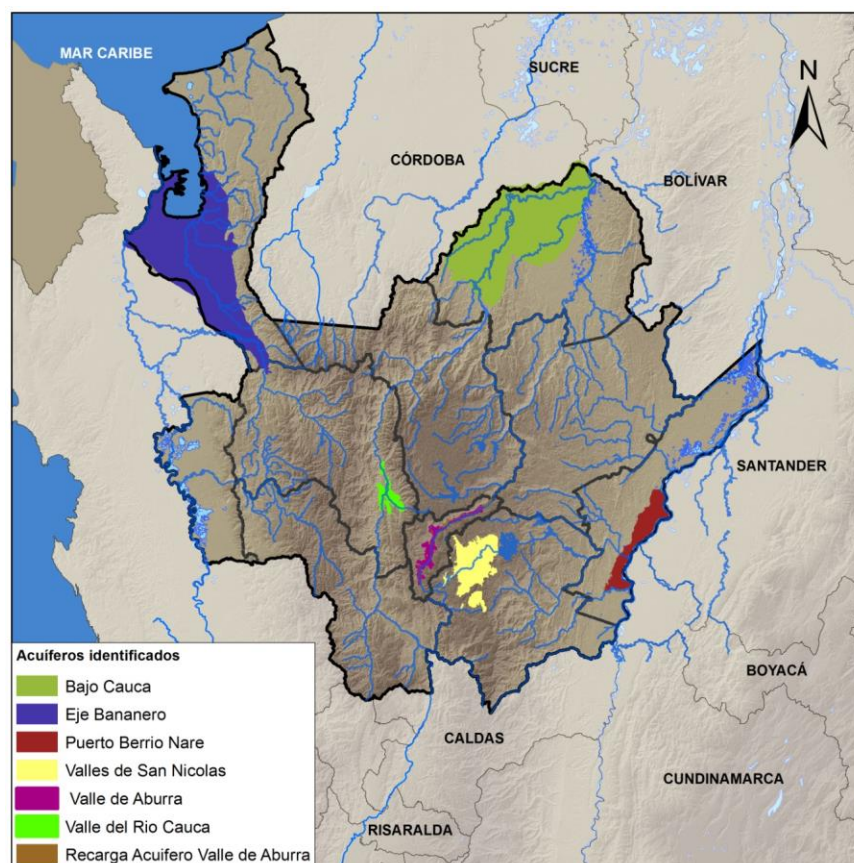 MAR CARIBE
SUCRE
N
CÓRDOBA
BOLÍVAR
SANTANDER
BOYACÁ
CALDAS
CUNDINAMARCA
RISARALDA
Acuíferos identificados
Bajo Cauca
Eje Bananero
Puerto Berrio Nare
Valles de San Nicolas
Valle de Aburra
Valle del Rio Cauca
Recarga Acuifero Valle de Aburra